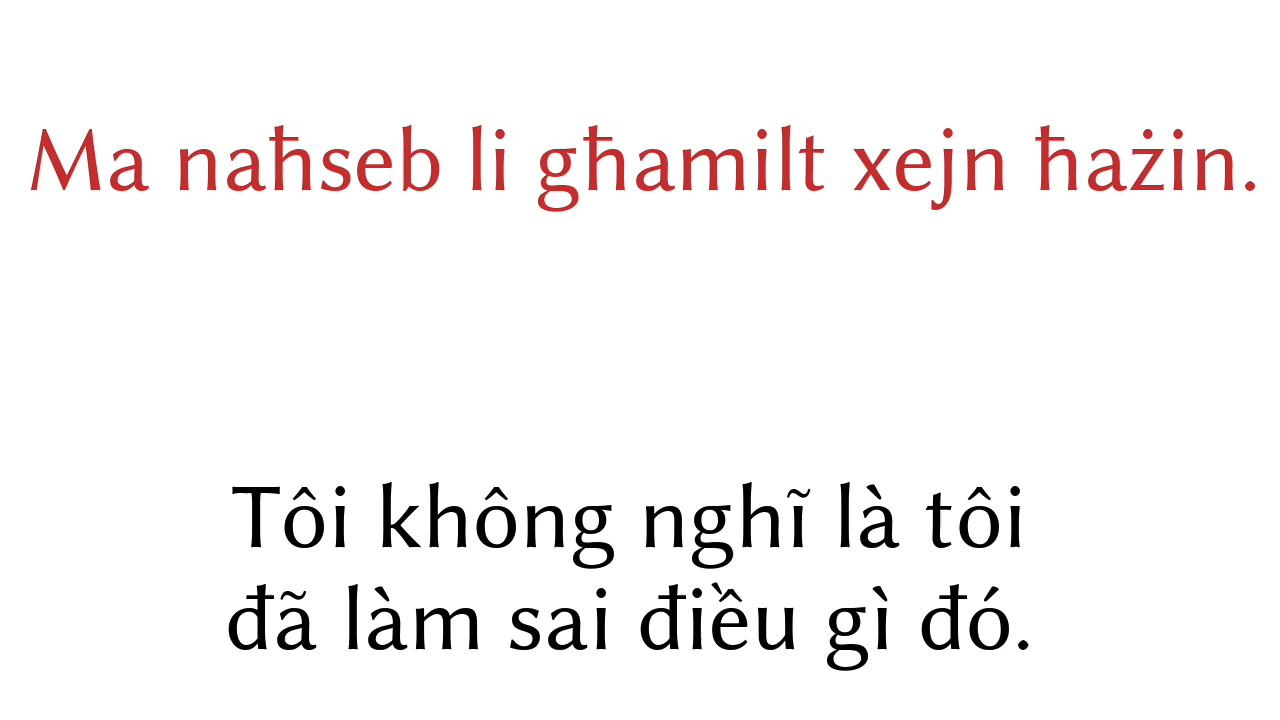 Ma naħseb li għamilt xejn ħażin.
Tôi không nghĩ là tôi
đã làm sai điều gì đó.